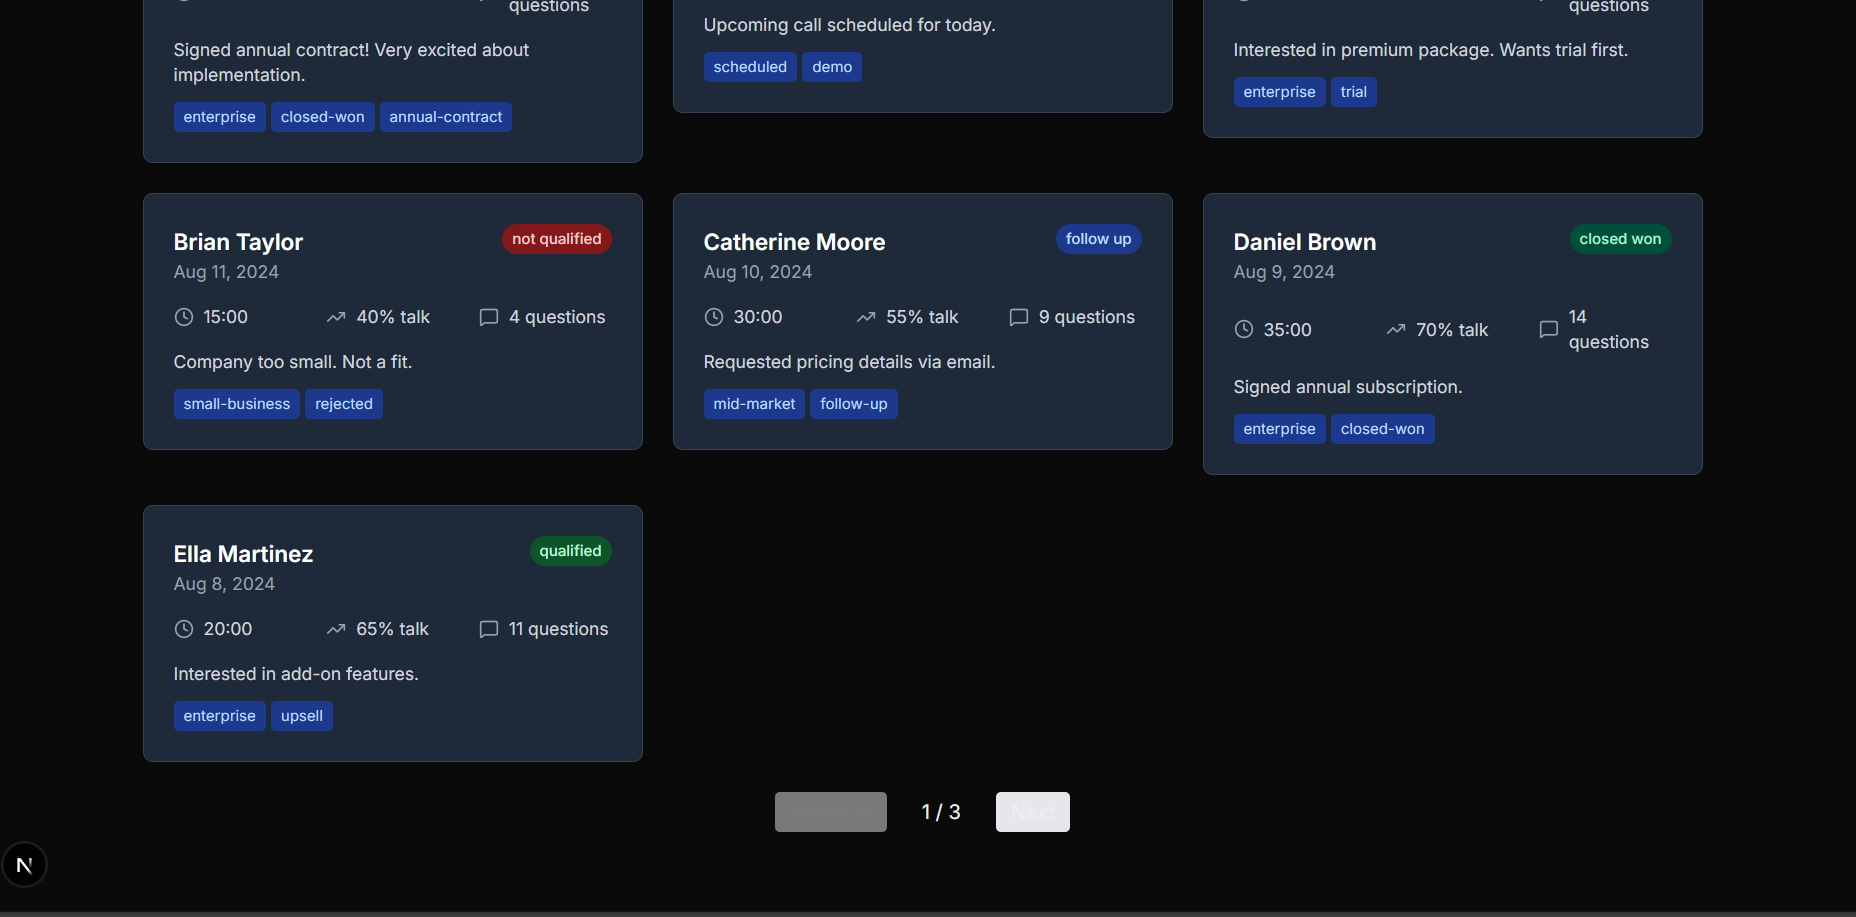 questions
Signed annual contract! Very excited about
implementation.
enterprise closed-won annual-contract
Upcoming call scheduled for today.
scheduled demo
questions
Interested in premium package. Wants trial first.
enterprise trial
Brian Taylor not qualified
Aug 11, 2024
15:00 40% talk 4 questions
Company too small. Not a fit.
small-business rejected
Catherine Moore follow up
Aug 10, 2024
30:00 55% talk 9 questions
Requested pricing details via email.
mid-market follow-up
Daniel Brown closed won
Aug 9, 2024
35:00 70% talk 14
questions
Signed annual subscription.
enterprise closed-won
Ella Martinez qualified
Aug 8, 2024
20:00 65% talk 11 questions
Interested in add-on features.
enterprise upsell
Previous 1 / 3 Next
N